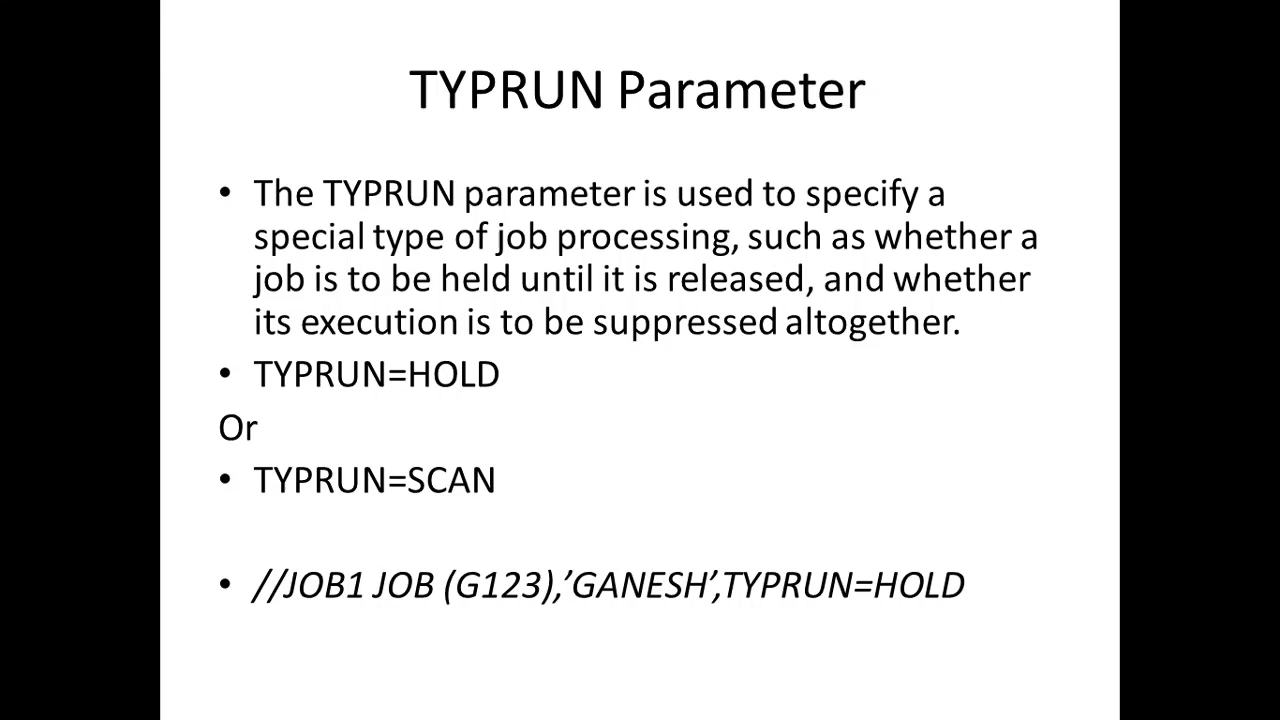 TYPRUN Parameter
• The TYPRUN parameter is used to specify a
special type of job processing, such as whether a
job is to be held until it is released, and whether
its execution is to be suppressed altogether.
• TYPRUN=HOLD
Or
• TYPRUN=SCAN
• //JOB1 JOB (G123),’GANESH’,TYPRUN=HOLD